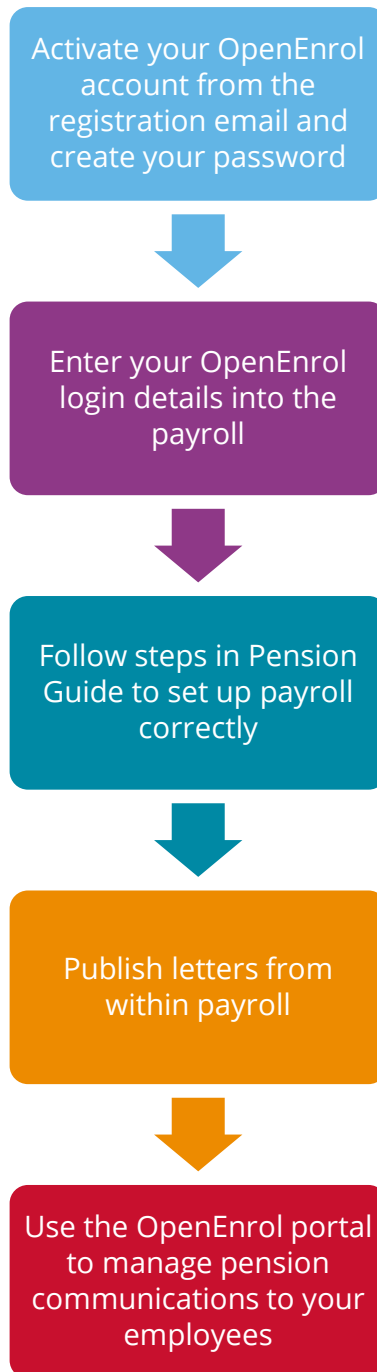 Activate your OpenEnrol
account from the
registration email and
create your password
Enter your OpenEnrol
login details into the
payroll
Follow steps in Pension
Guide to set up payroll
correctly
Publish letters from
within payroll
Use the OpenEnrol portal
to manage pension
communications to your
employees